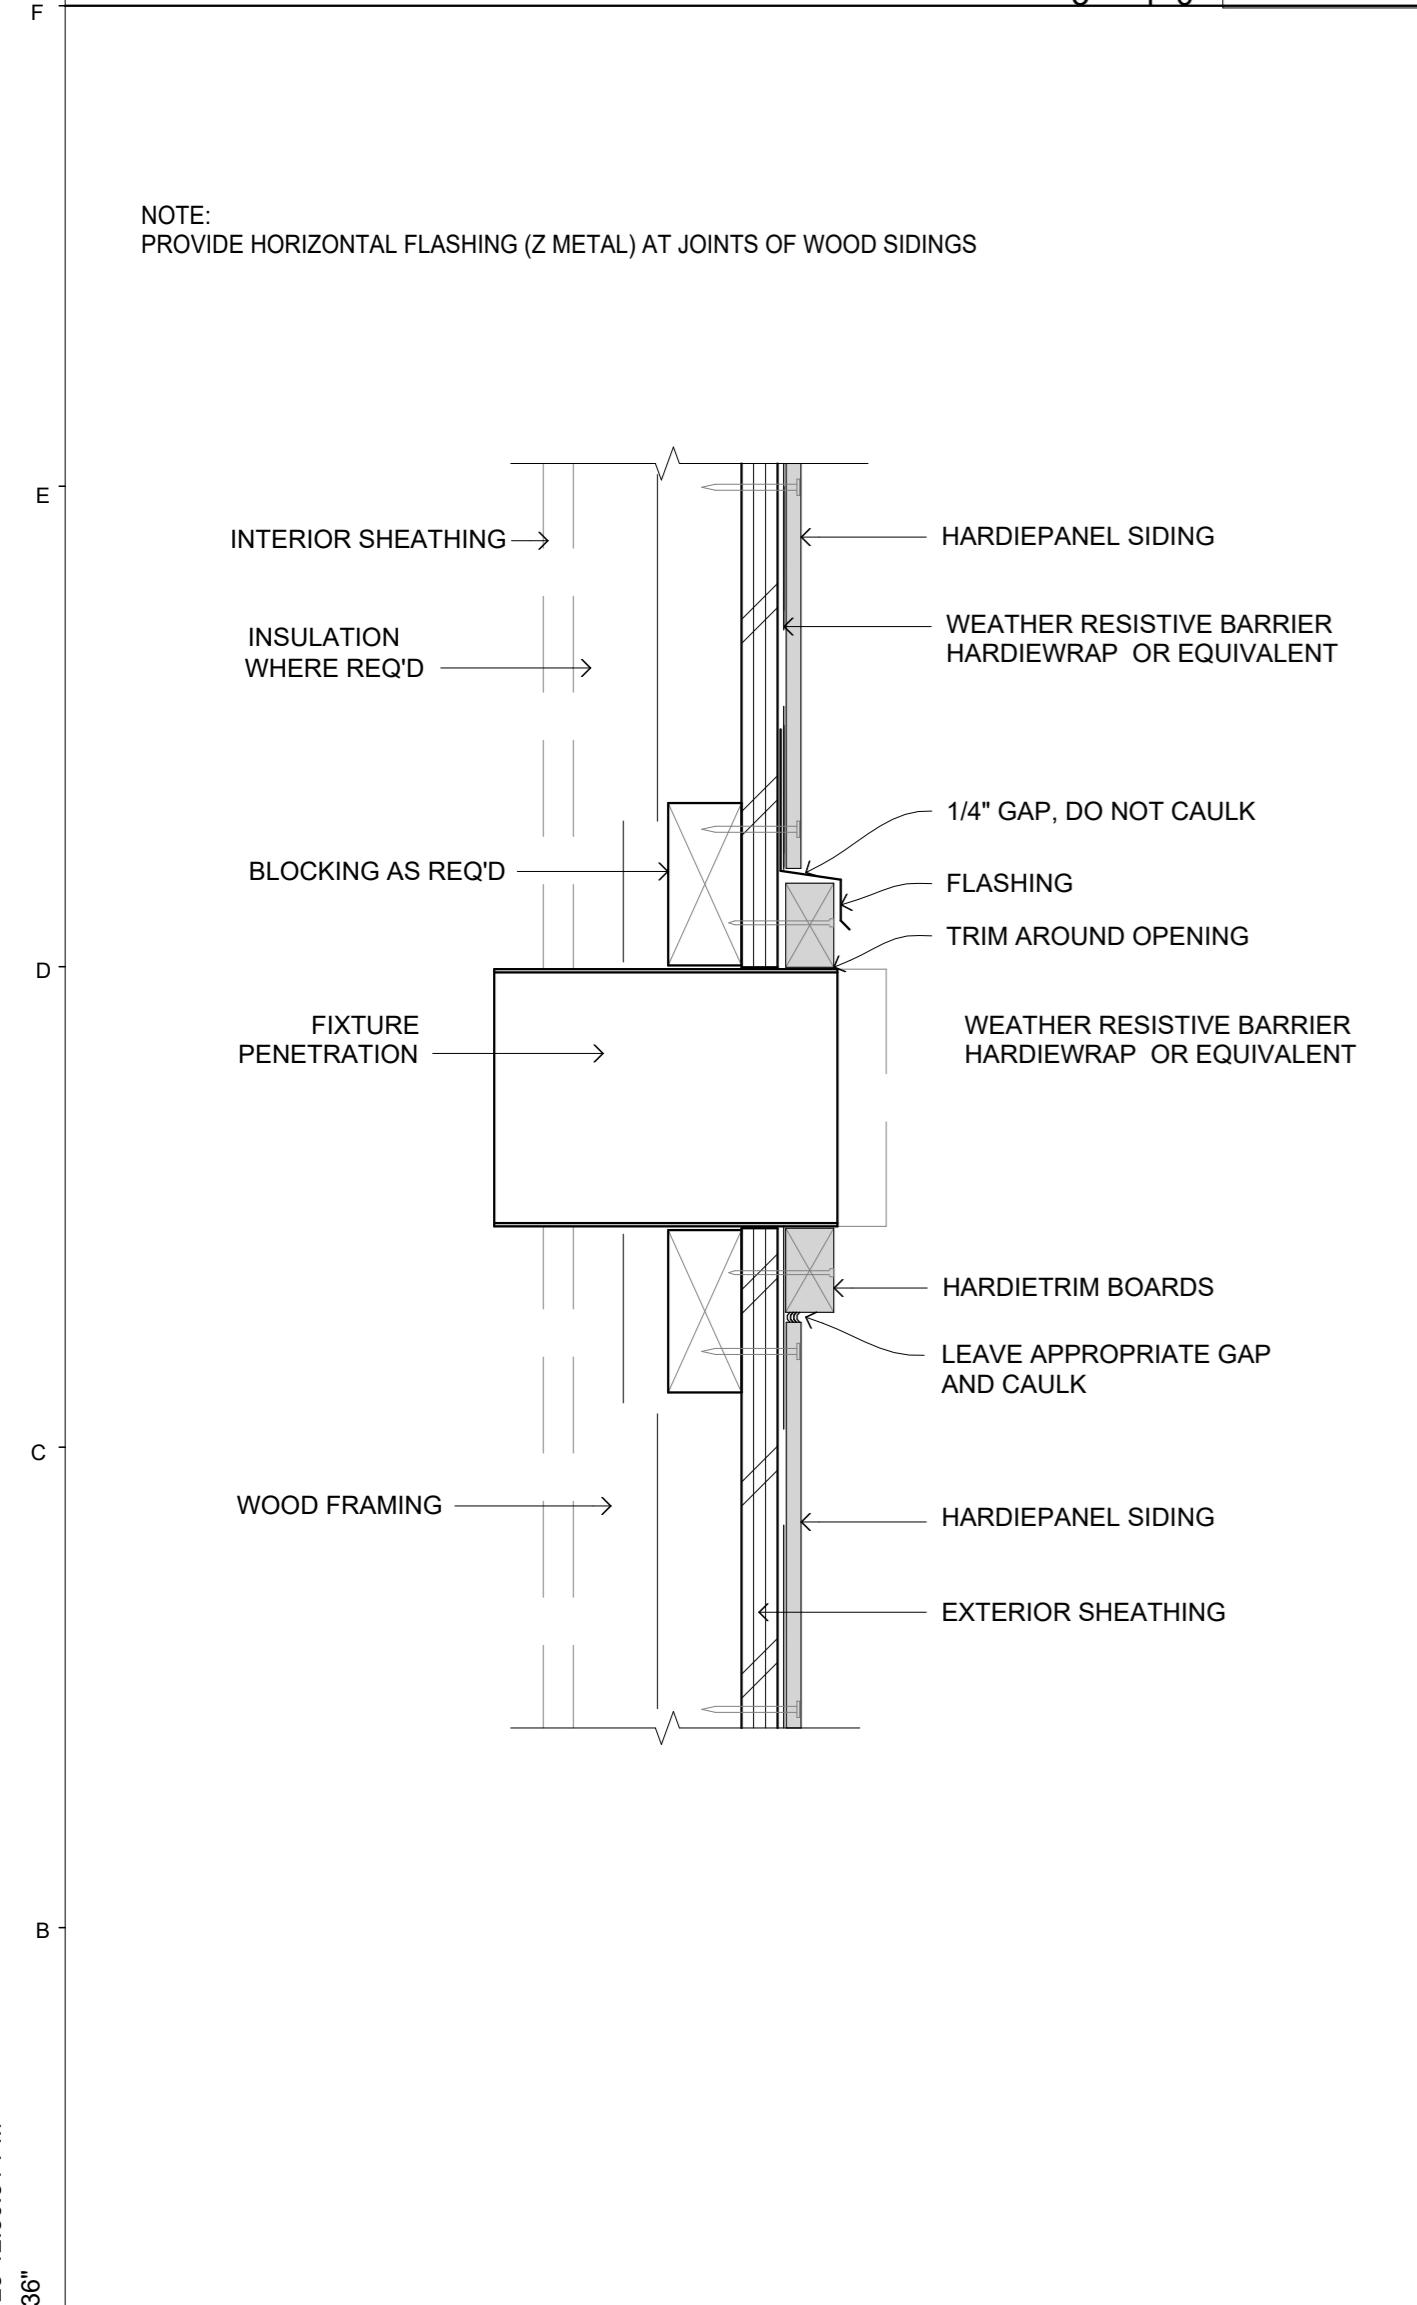 F
NOTE:
PROVIDE HORIZONTAL FLASHING (Z METAL) AT JOINTS OF WOOD SIDINGS
E
INTERIOR SHEATHING
HARDIEPANEL SIDING
INSULATION
WHERE REQ'D
WEATHER RESISTIVE BARRIER
HARDIEWRAP OR EQUIVALENT
1/4" GAP, DO NOT CAULK
BLOCKING AS REQ'D
FLASHING
TRIM AROUND OPENING
D
FIXTURE
PENETRATION
WEATHER RESISTIVE BARRIER
HARDIEWRAP OR EQUIVALENT
HARDIETRIM BOARDS
LEAVE APPROPRIATE GAP
AND CAULK
C
WOOD FRAMING
HARDIEPANEL SIDING
EXTERIOR SHEATHING
B
36"